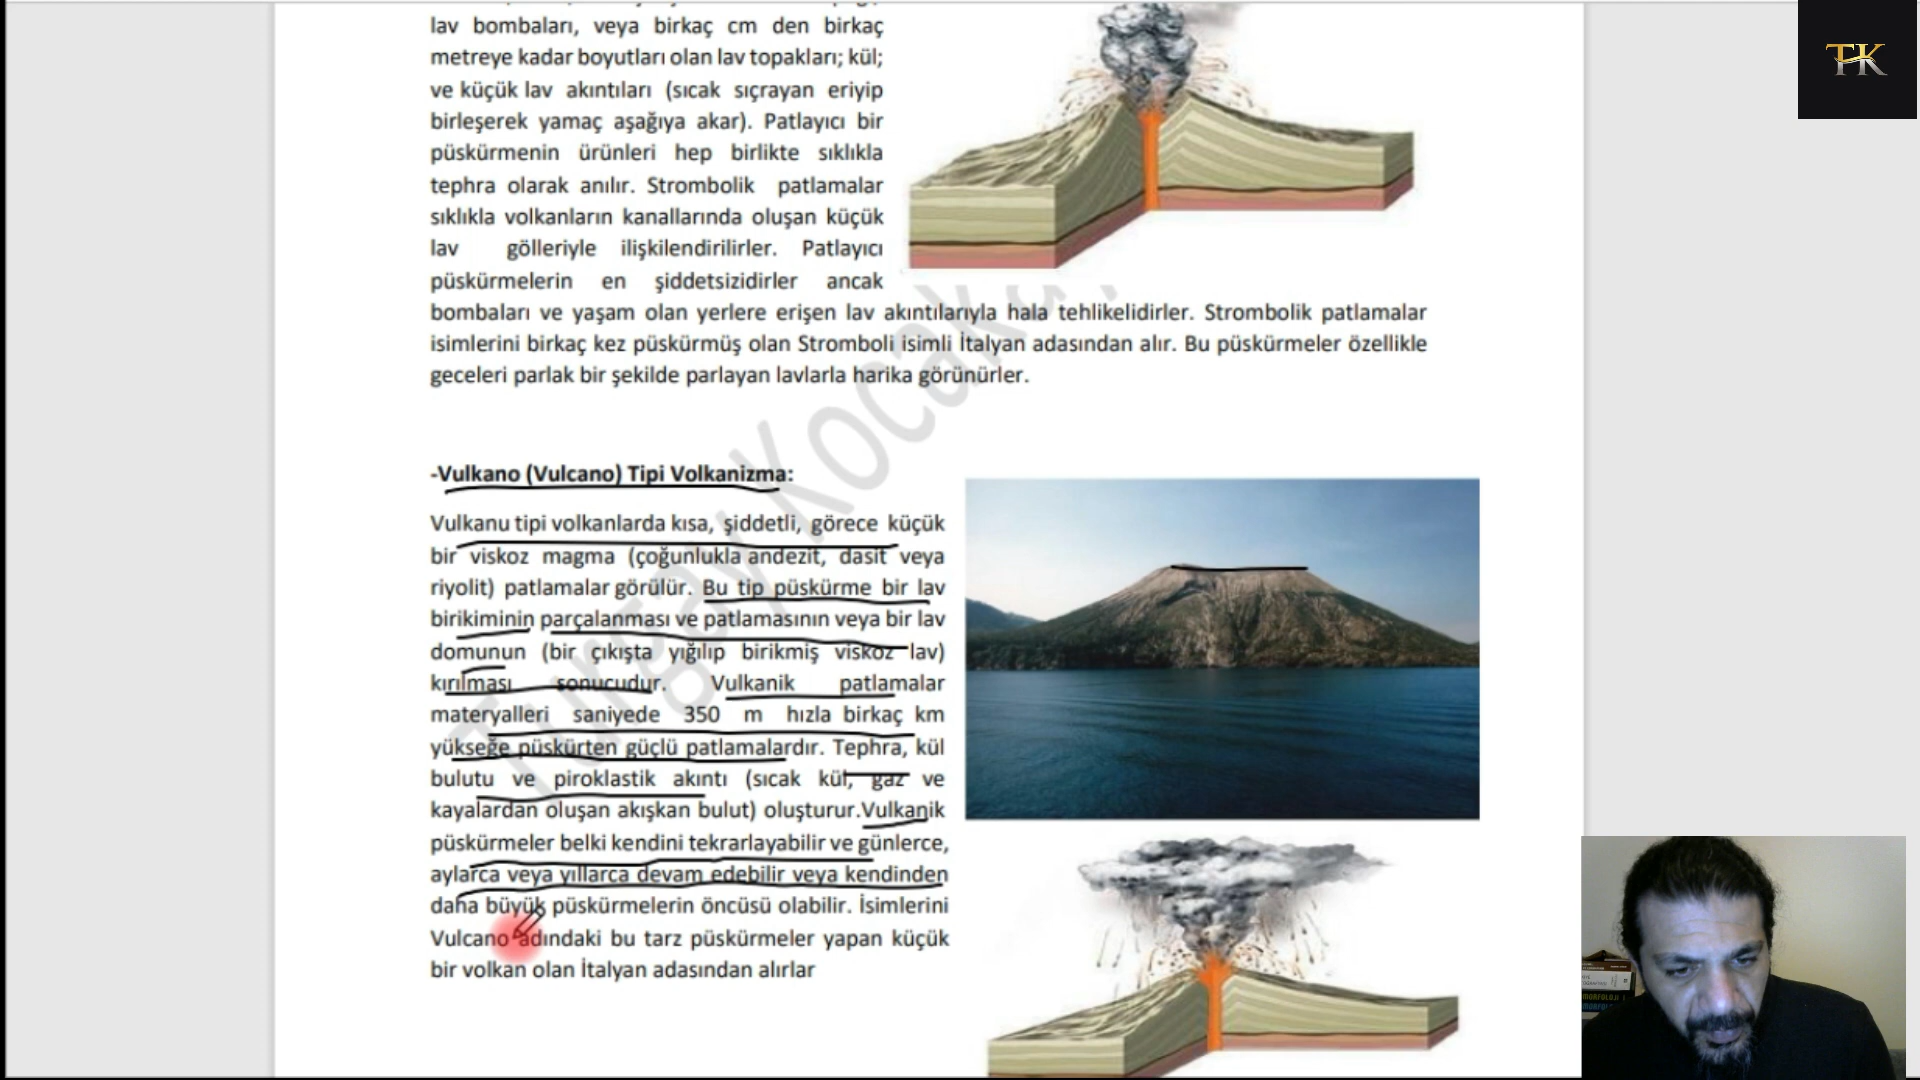 lav bombaları, veya birkaç cm den birkaç
metreye kadar boyutları olan lav topakları; kül;
ve küçük lav akıntıları (sıcak sıçrayan eriyip
birleşerek yamaç aşağıya akar). Patlayıcı bir
püskürmenin ürünleri hep birlikte sıklıkla
tephra olarak anılır. Strombolik patlamalar
sıklıkla volkanların kanallarında oluşan küçük
lav gölleriyle ilişkilendirilirler. Patlayıcı
püskürmelerin en şiddetsizidirler ancak
bombaları ve yaşam olan yerlere erişen lav akıntılarıyla hala tehlikelidirler. Strombolik patlamalar
isimlerini birkaç kez püskürmüş olan Stromboli isimli İtalyan adasından alır. Bu püskürmeler özellikle
geceleri parlak bir şekilde parlayan lavlarla harika görünürler.
-Vulkano (Vulcano) Tipi Volkanizma:
Vulkanu tipi volkanlarda kısa, şiddetli, görece küçük
bir viskoz magma (çoğunlukla andezit, dasit veya
riyolit) patlamalar görülür. Bu tip püskürme bir lav
birikiminin parçalanması ve patlamasının veya bir lav
domunun (bir çıkışta yığılıp birikmiş viskoz lav)
kırılması sonucudur. Vulkanik patlamalar
materyalleri saniyede 350 m hızla birkaç km
yükseğe püskürten güçlü patlamalardır. Tephra, kül
bulutu ve piroklastik akıntı (sıcak kül, gaz ve
kayalardan oluşan akışkan bulut) oluşturur.Vulkanik
püskürmeler belki kendini tekrarlayabilir ve günlerce,
aylarca veya yıllarca devam edebilir veya kendinden
daha büyük püskürmelerin öncüsü olabilir. İsimlerini
Vulcano adındaki bu tarz püskürmeler yapan küçük
bir volkan olan İtalyan adasından alırlar
TK